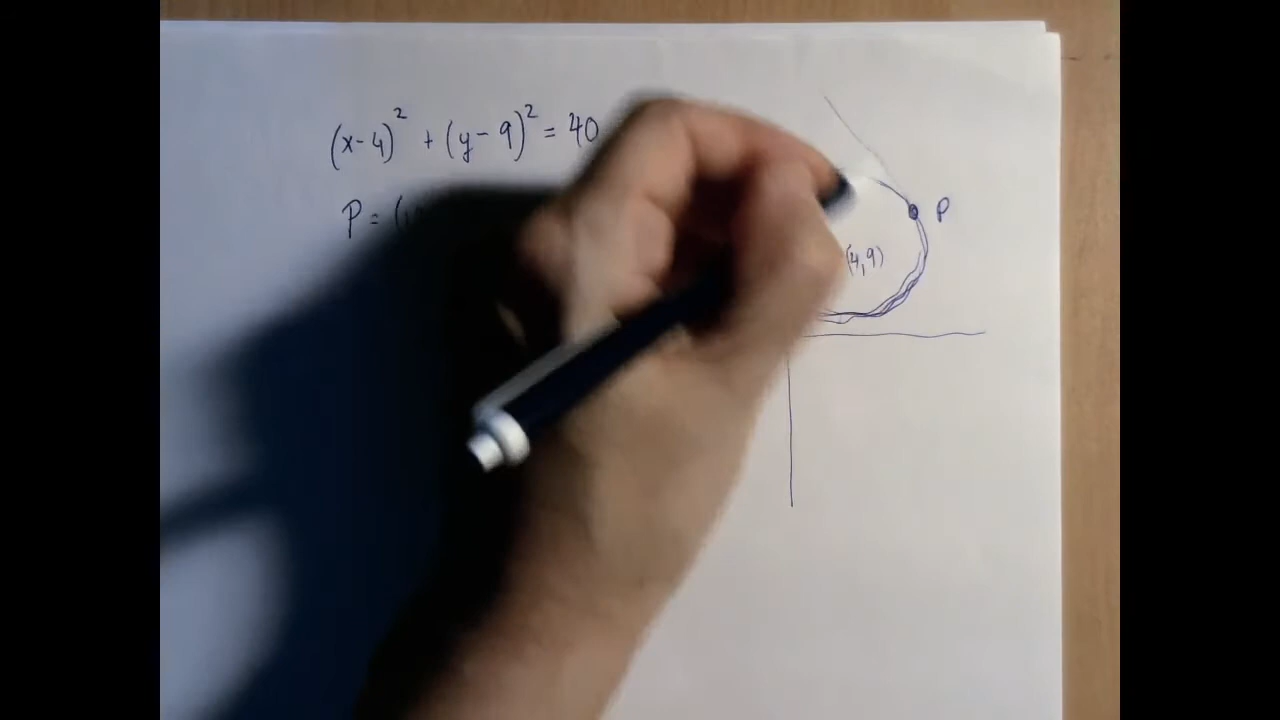 (x-4)² + (y-9)² = 40
P = (
P
(4,9)